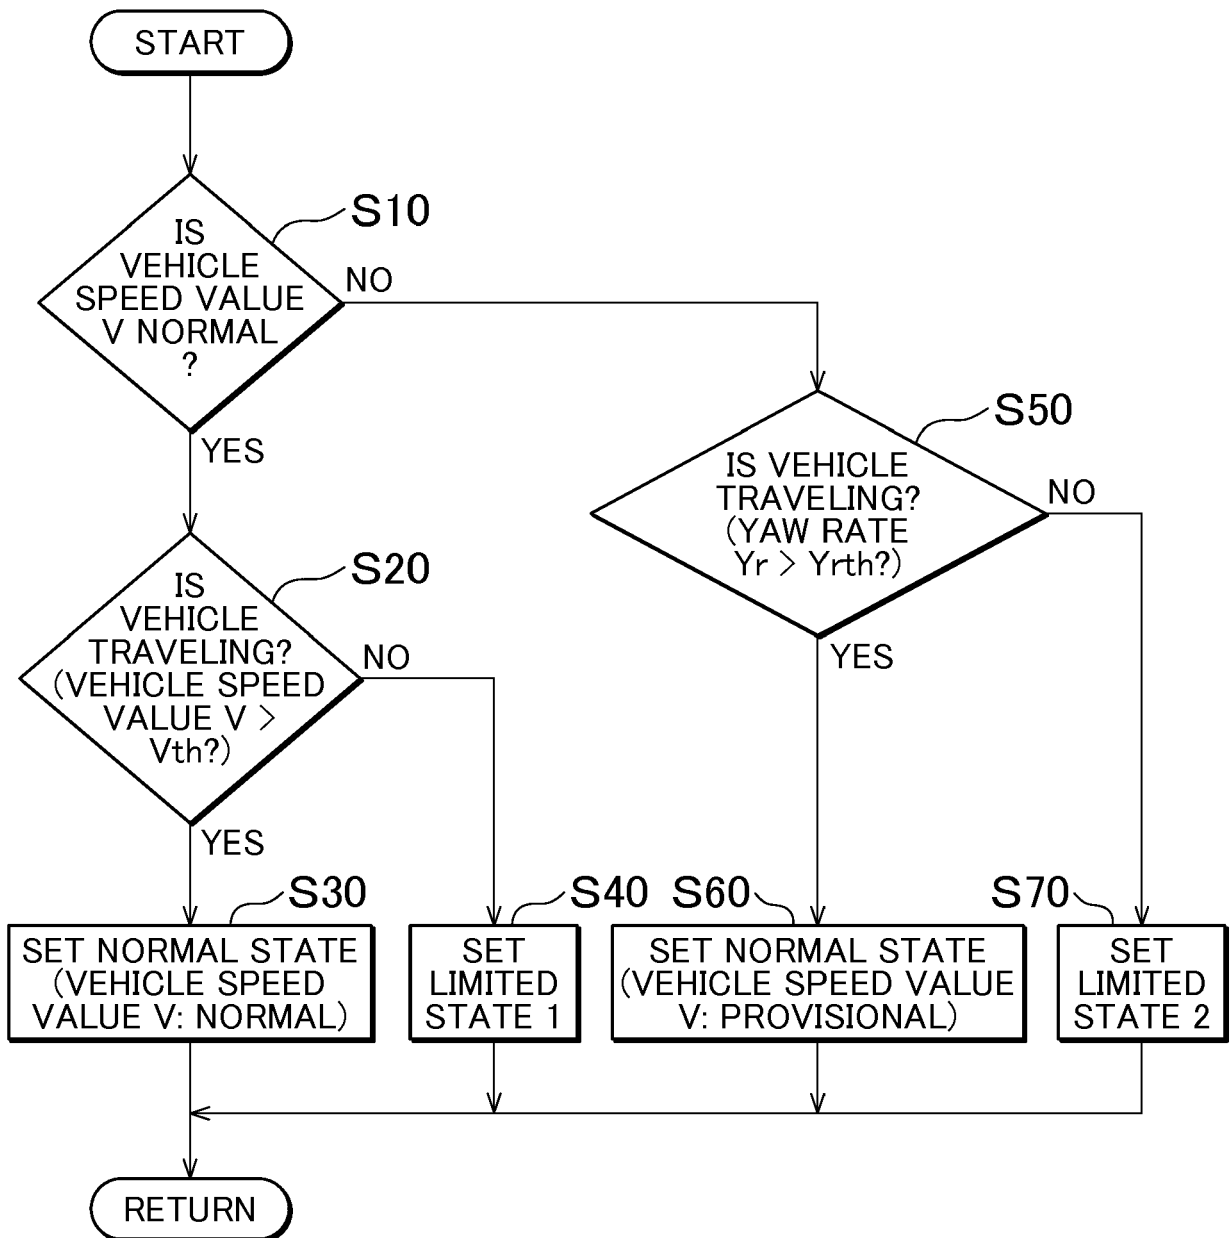 START
S10
IS
VEHICLE
SPEED VALUE
V NORMAL
?
NO
YES
S50
IS VEHICLE
TRAVELING?
(YAW RATE
Yr > Yrth?)
NO
YES
S20
IS
VEHICLE
TRAVELING?
(VEHICLE SPEED
VALUE V >
Vth?)
NO
YES
S30
SET NORMAL STATE
(VEHICLE SPEED
VALUE V: NORMAL)
S40
SET
LIMITED
STATE 1
S60
SET NORMAL STATE
(VEHICLE SPEED VALUE
V: PROVISIONAL)
S70
SET
LIMITED
STATE 2
RETURN